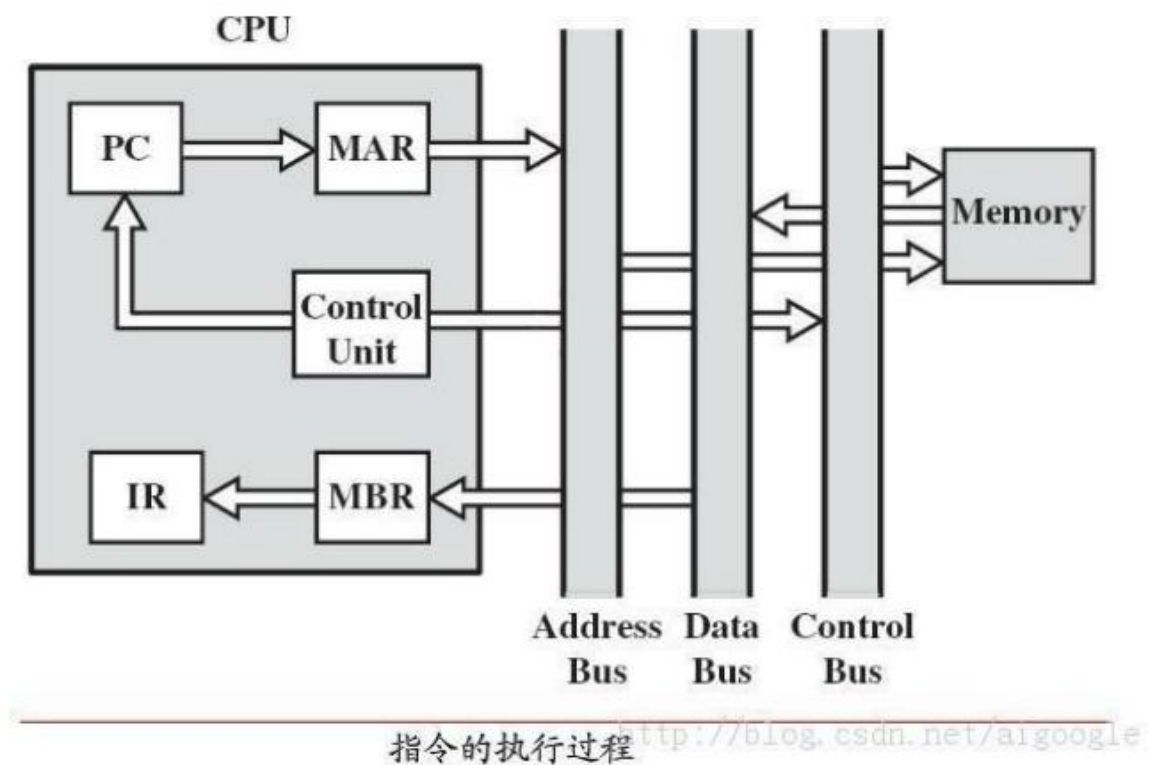 CPU
PC
MAR
Memory
Control
Unit
IR
MBR
Address
Bus
Data
Bus
Control
Bus
指令的执行过程
http://blog.csdn.net/aigoogle